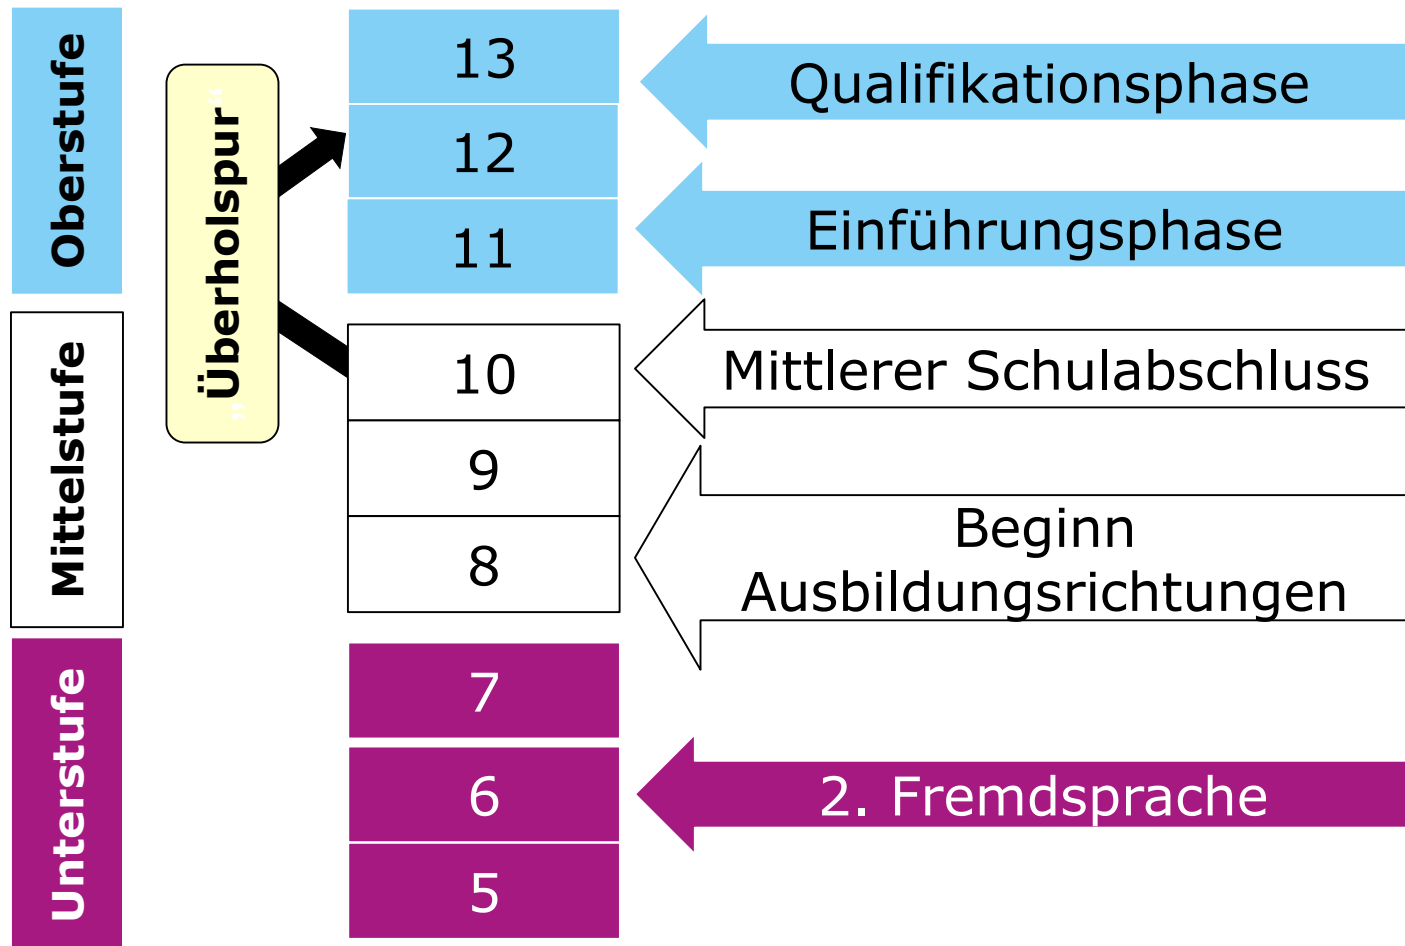 Oberstufe
„Überholspur“
13
12
11
Qualifikationsphase
Einführungsphase
Mittelstufe
10
9
8
Mittlerer Schulabschluss
Beginn
Ausbildungsrichtungen
Unterstufe
7
6
5
2. Fremdsprache